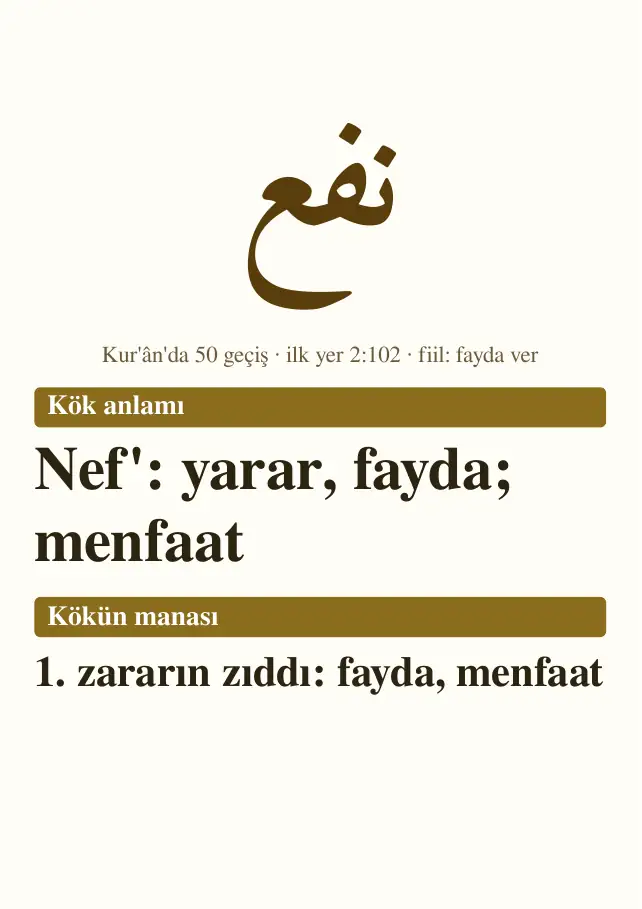 نفع
Kur'ân'da 50 geçiş · ilk yer 2:102 · fiil: fayda ver
Kök anlamı
Nef': yarar, fayda;
menfaat
Kökün manası
1. zararın zıddı: fayda, menfaat